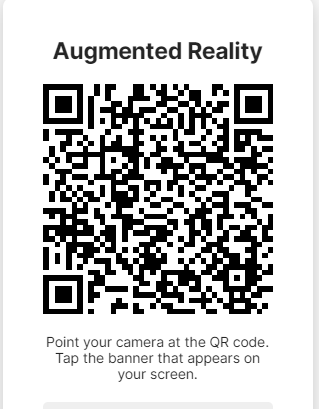 Augmented Reality
Point your camera at the QR code.
Tap the banner that appears on
your screen.